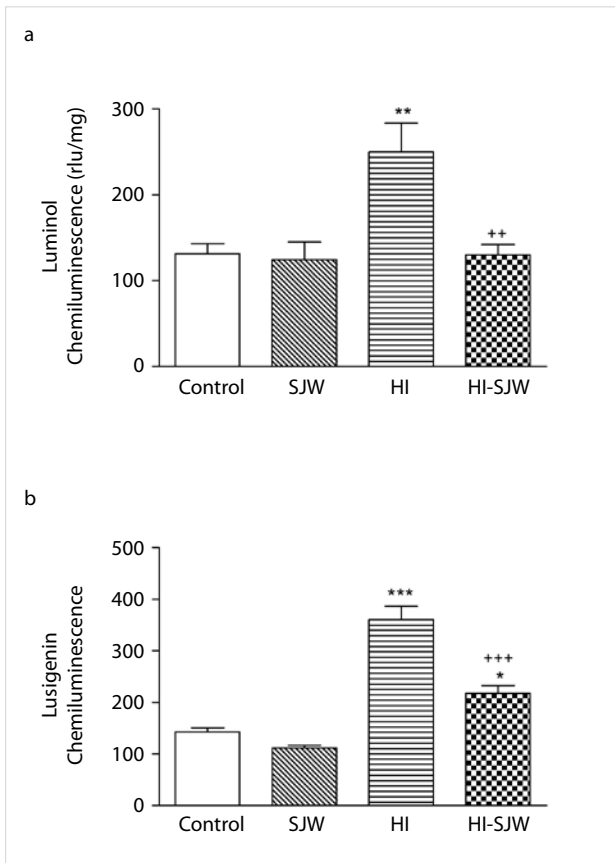 a
Luminol
Chemiluminescence (rlu/mg)
300
200
100
0
**
++
Control SJW HI HI-SJW
b
Lusigenin
Chemiluminescence
500
400
300
200
100
0
***
+++
*
Control SJW HI HI-SJW